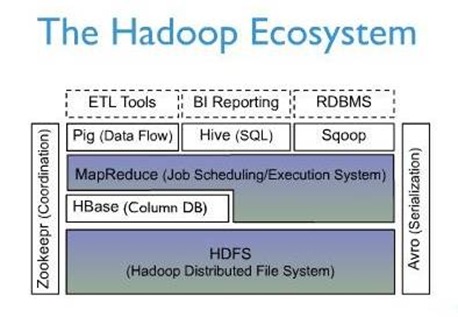 The Hadoop Ecosystem
ETL Tools
BI Reporting
RDBMS
Pig (Data Flow)
Hive (SQL)
Sqoop
MapReduce (Job Scheduling/Execution System)
HBase (Column DB)
HDFS
(Hadoop Distributed File System)
Zookeepr (Coordination)
Avro (Serialization)